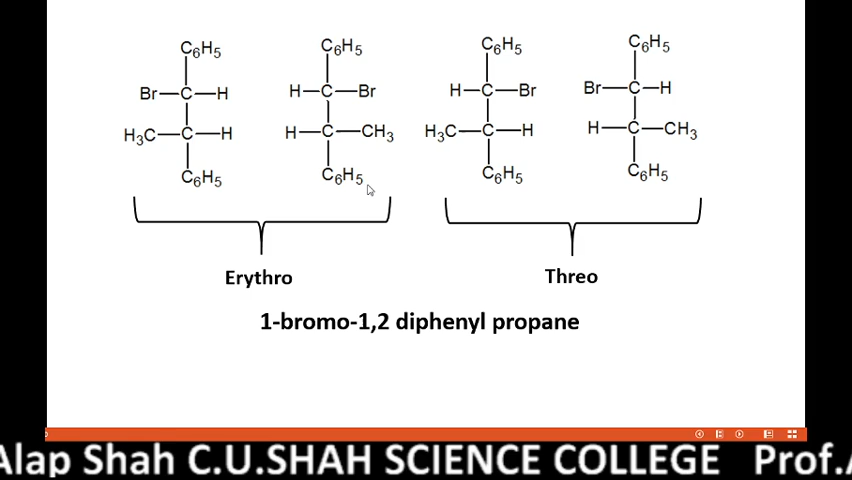 C6H5 C6H5 C6H5 C6H5
Br—C—H H—C—Br H—C—Br Br—C—H
H3C—C—H H—C—CH3 H3C—C—H H—C—CH3
C6H5 C6H5 C6H5 C6H5
Erythro Threo
1-bromo-1,2 diphenyl propane
Alap Shah C.U.SHAH SCIENCE COLLEGE Prof.A